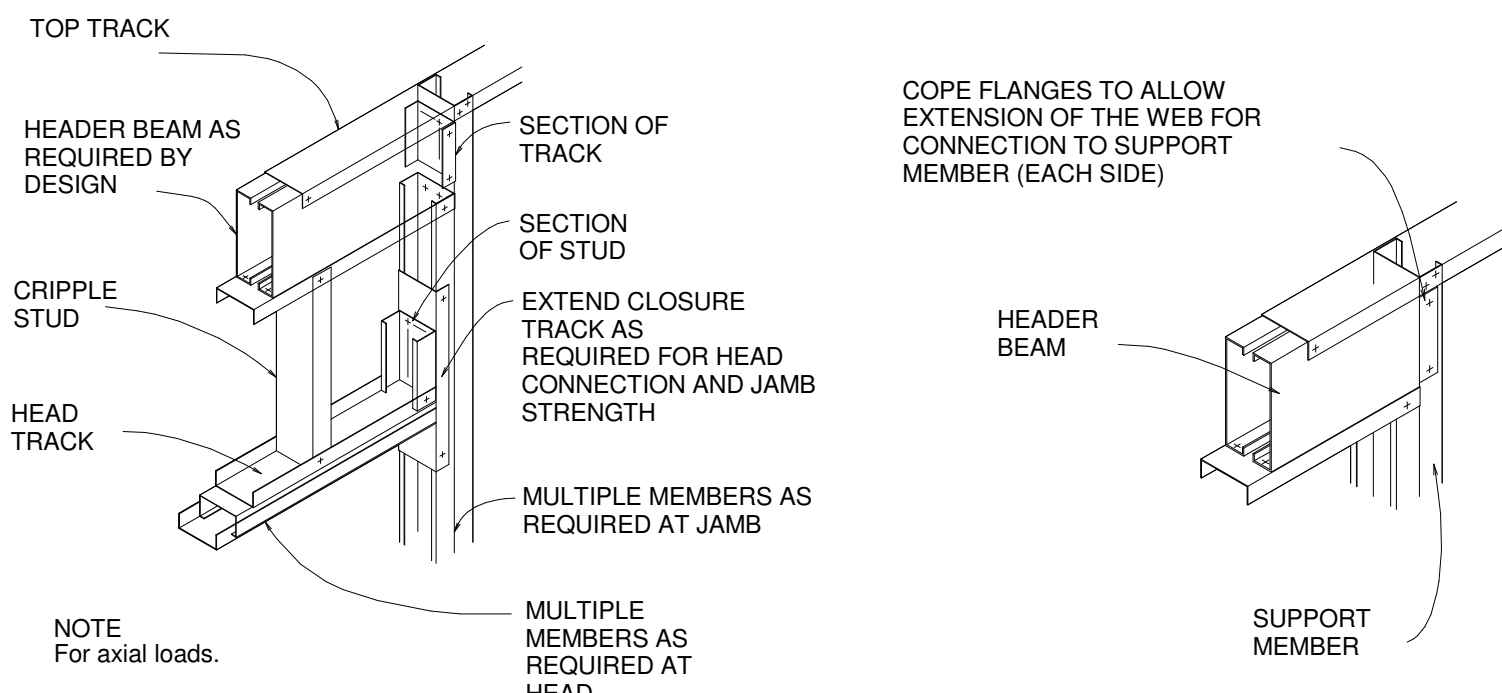 TOP TRACK
HEADER BEAM AS
REQUIRED BY
DESIGN
CRIPPLE
STUD
HEAD
TRACK
NOTE
For axial loads.
SECTION OF
TRACK
SECTION
OF STUD
EXTEND CLOSURE
TRACK AS
REQUIRED FOR HEAD
CONNECTION AND JAMB
STRENGTH
MULTIPLE MEMBERS AS
REQUIRED AT JAMB
MULTIPLE
MEMBERS AS
REQUIRED AT
HEAD
COPE FLANGES TO ALLOW
EXTENSION OF THE WEB FOR
CONNECTION TO SUPPORT
MEMBER (EACH SIDE)
HEADER
BEAM
SUPPORT
MEMBER